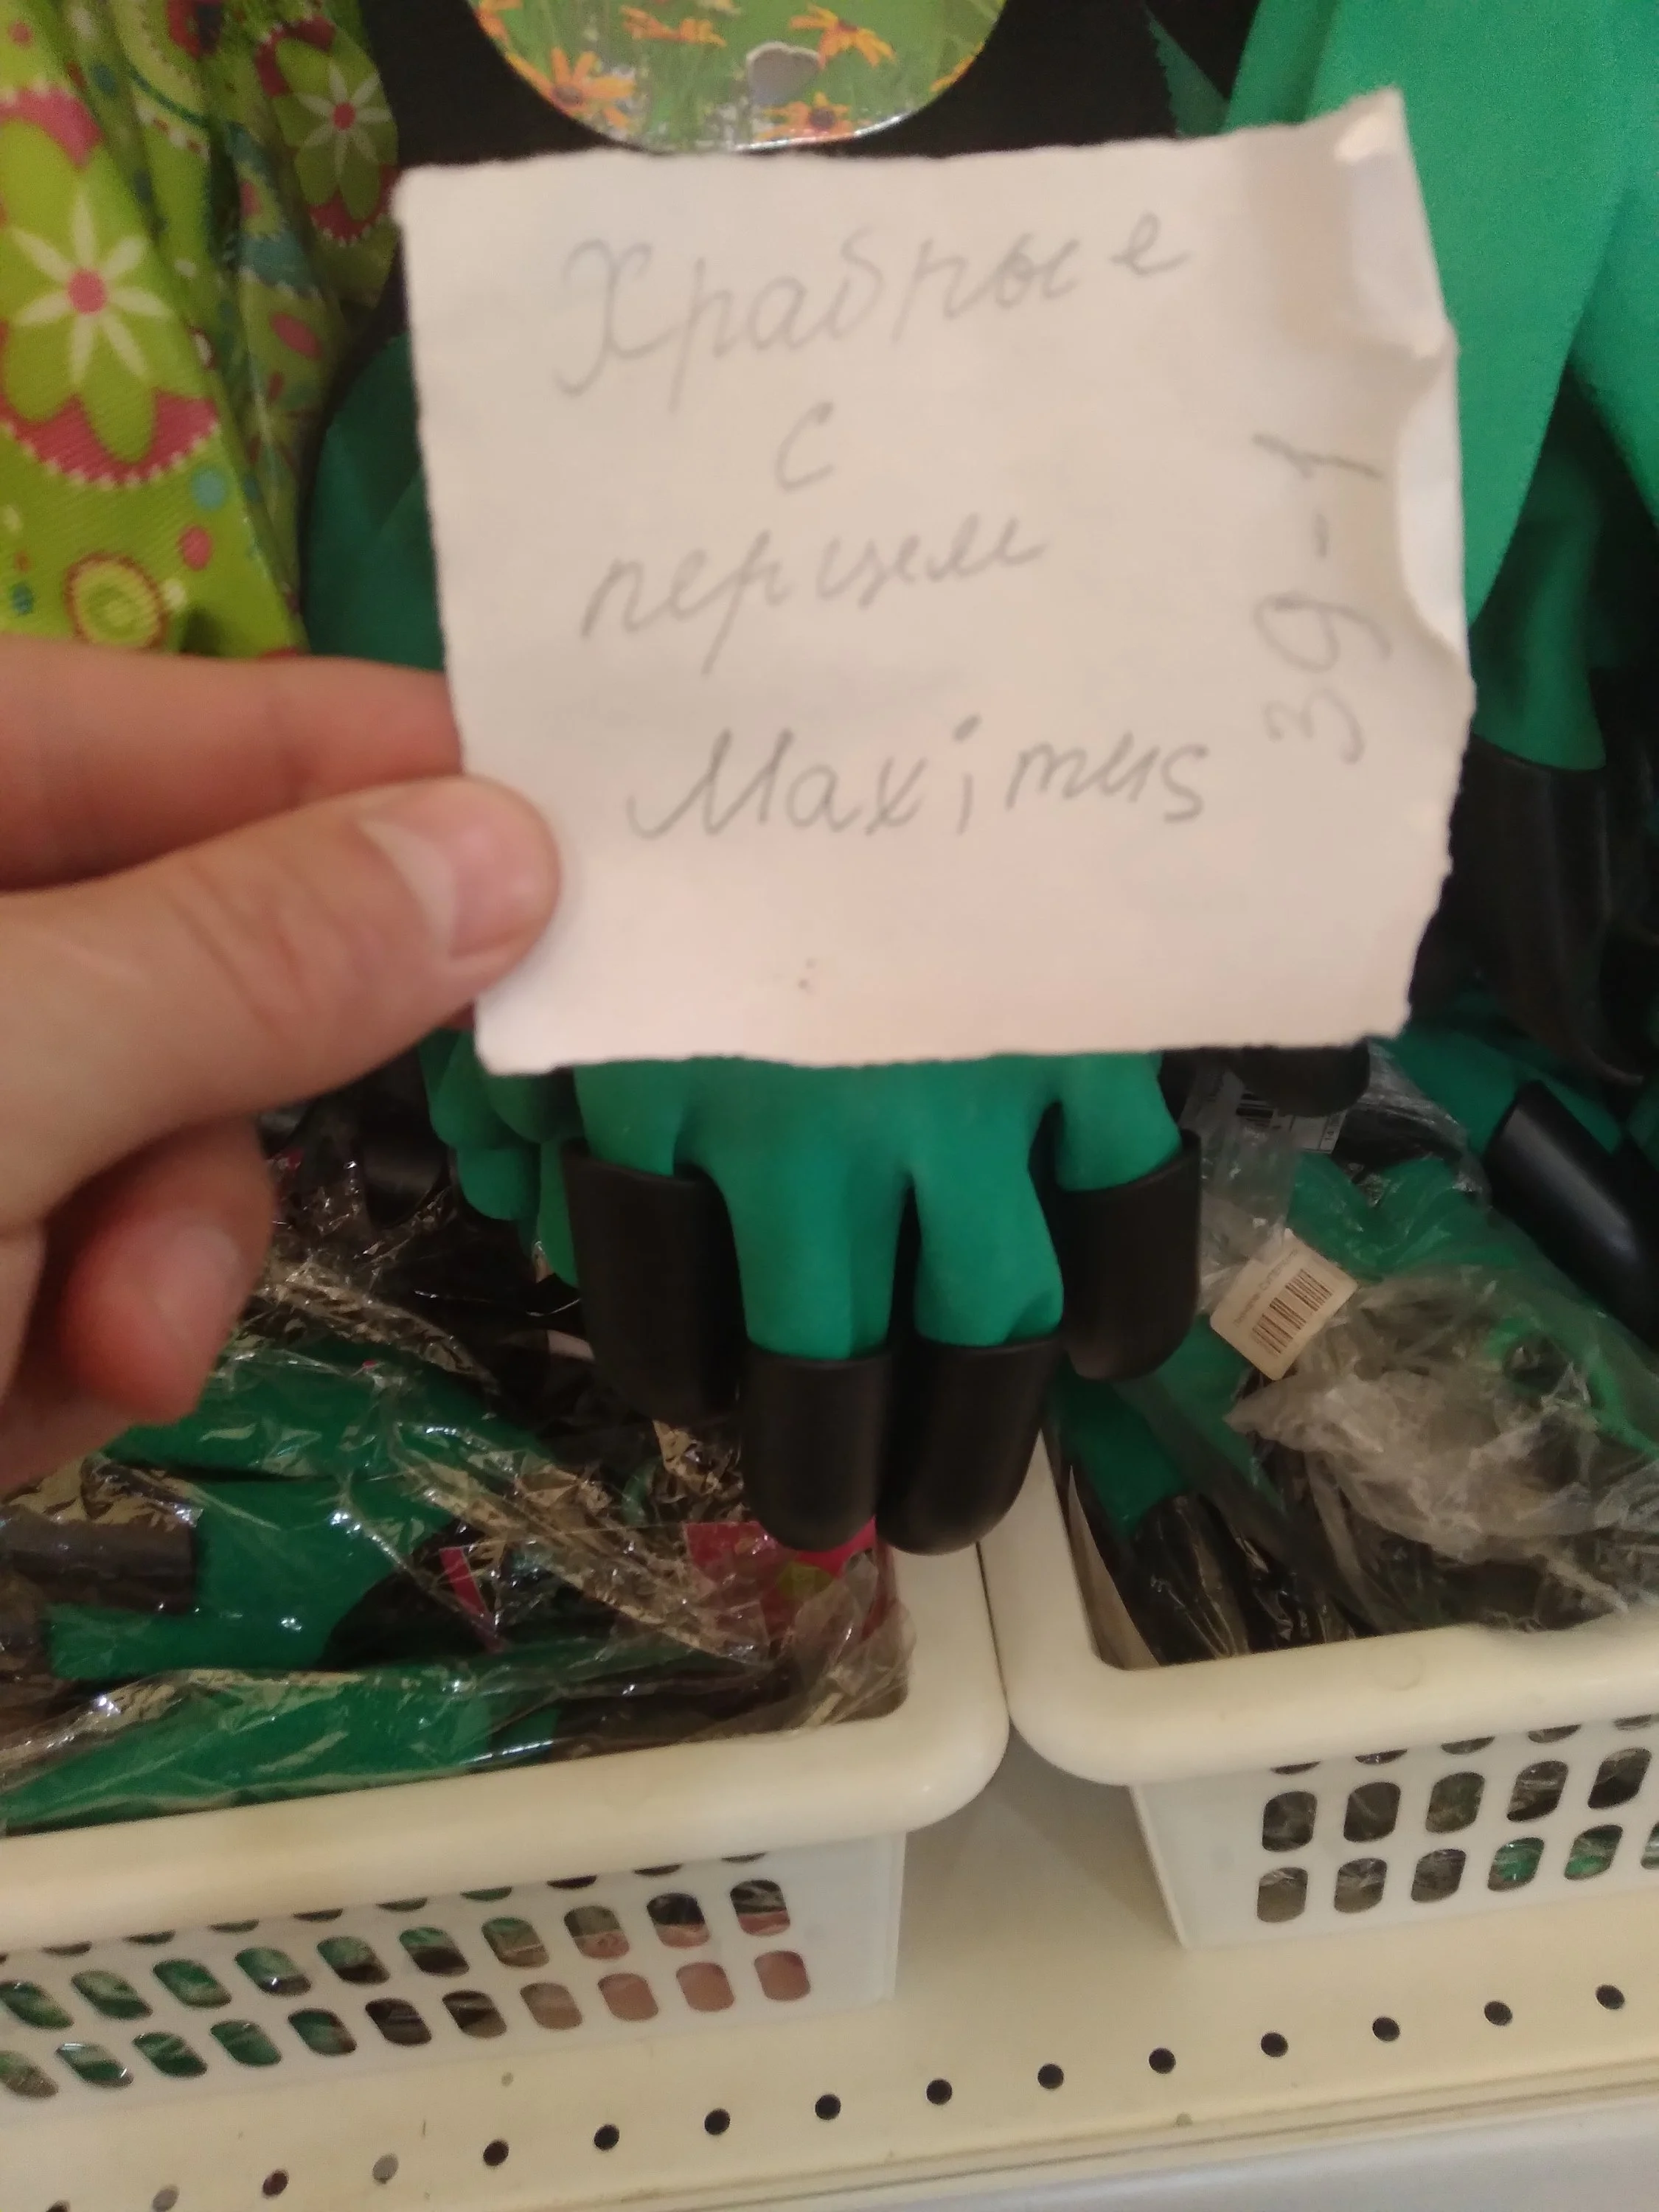 Храбрые
с
перцем
Maximus
39-1